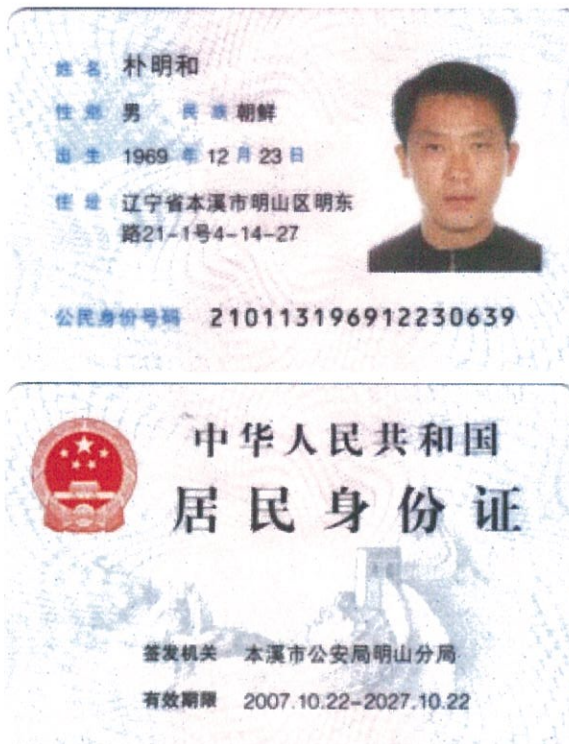 姓名 朴明和
性别 男 民族 朝鲜
出生 1969 年 12 月 23 日
住址 辽宁省本溪市明山区明东
路21-1号4-14-27
公民身份号码 210113196912230639
中华人民共和国
居民身份证
签发机关 本溪市公安局明山分局
有效期限 2007.10.22-2027.10.22